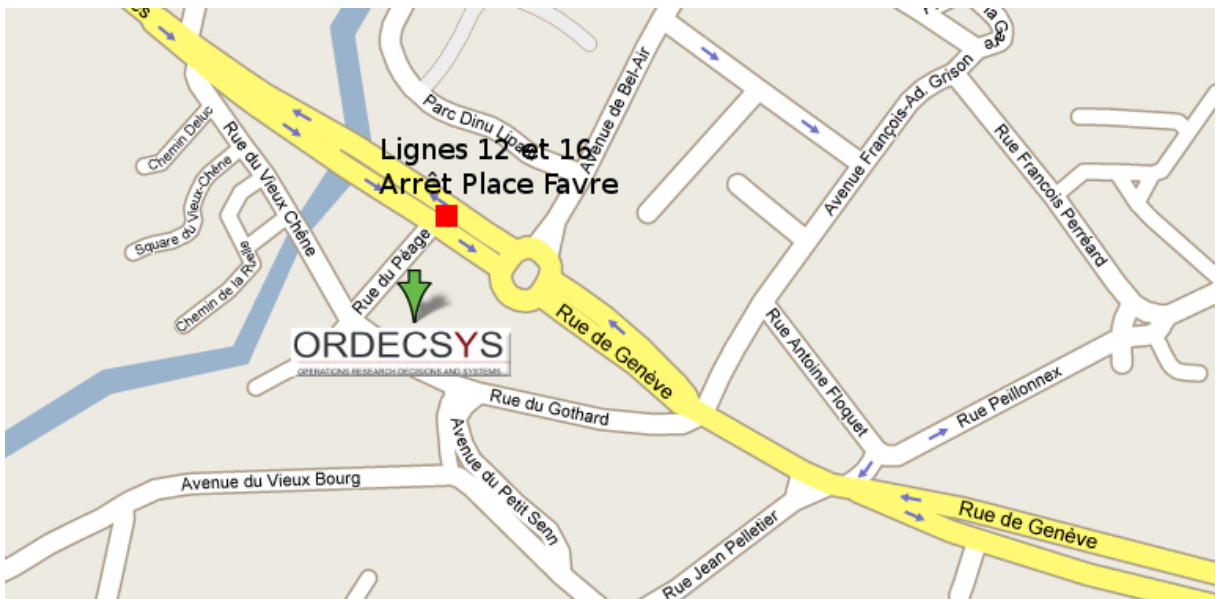 es
Gare
Avenue François-Ad. Grison
Avenue de Bel-Air
Parc Dinu Lipatti
Chemin Deluc
Rue du Vieux Chêne
Rue François Perréard
Lignes 12 et 16
Arrêt Place Favre
Square du Vieux-Chêne
Chemin de la Ruelle
Rue du Péage
ORDECSYS
OPERATIONS RESEARCH DECISIONS AND SYSTEMS
Rue de Genève
Rue Antoine Floquet
Rue Peillonnex
Rue du Gothard
Avenue du Petit Senn
Avenue du Vieux Bourg
Rue Jean Pelletier
Rue de Genève